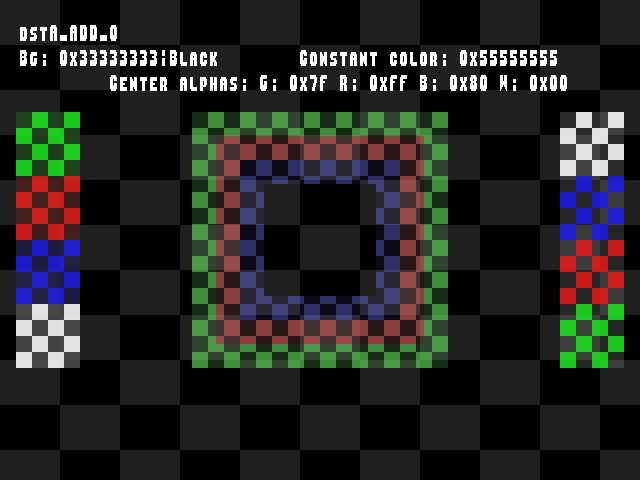 dstA_ADD_0
Bg: 0x33333333¦Black Constant color: 0x55555555
Center alphas: G: 0x7F R: 0xFF B: 0x80 W: 0x00